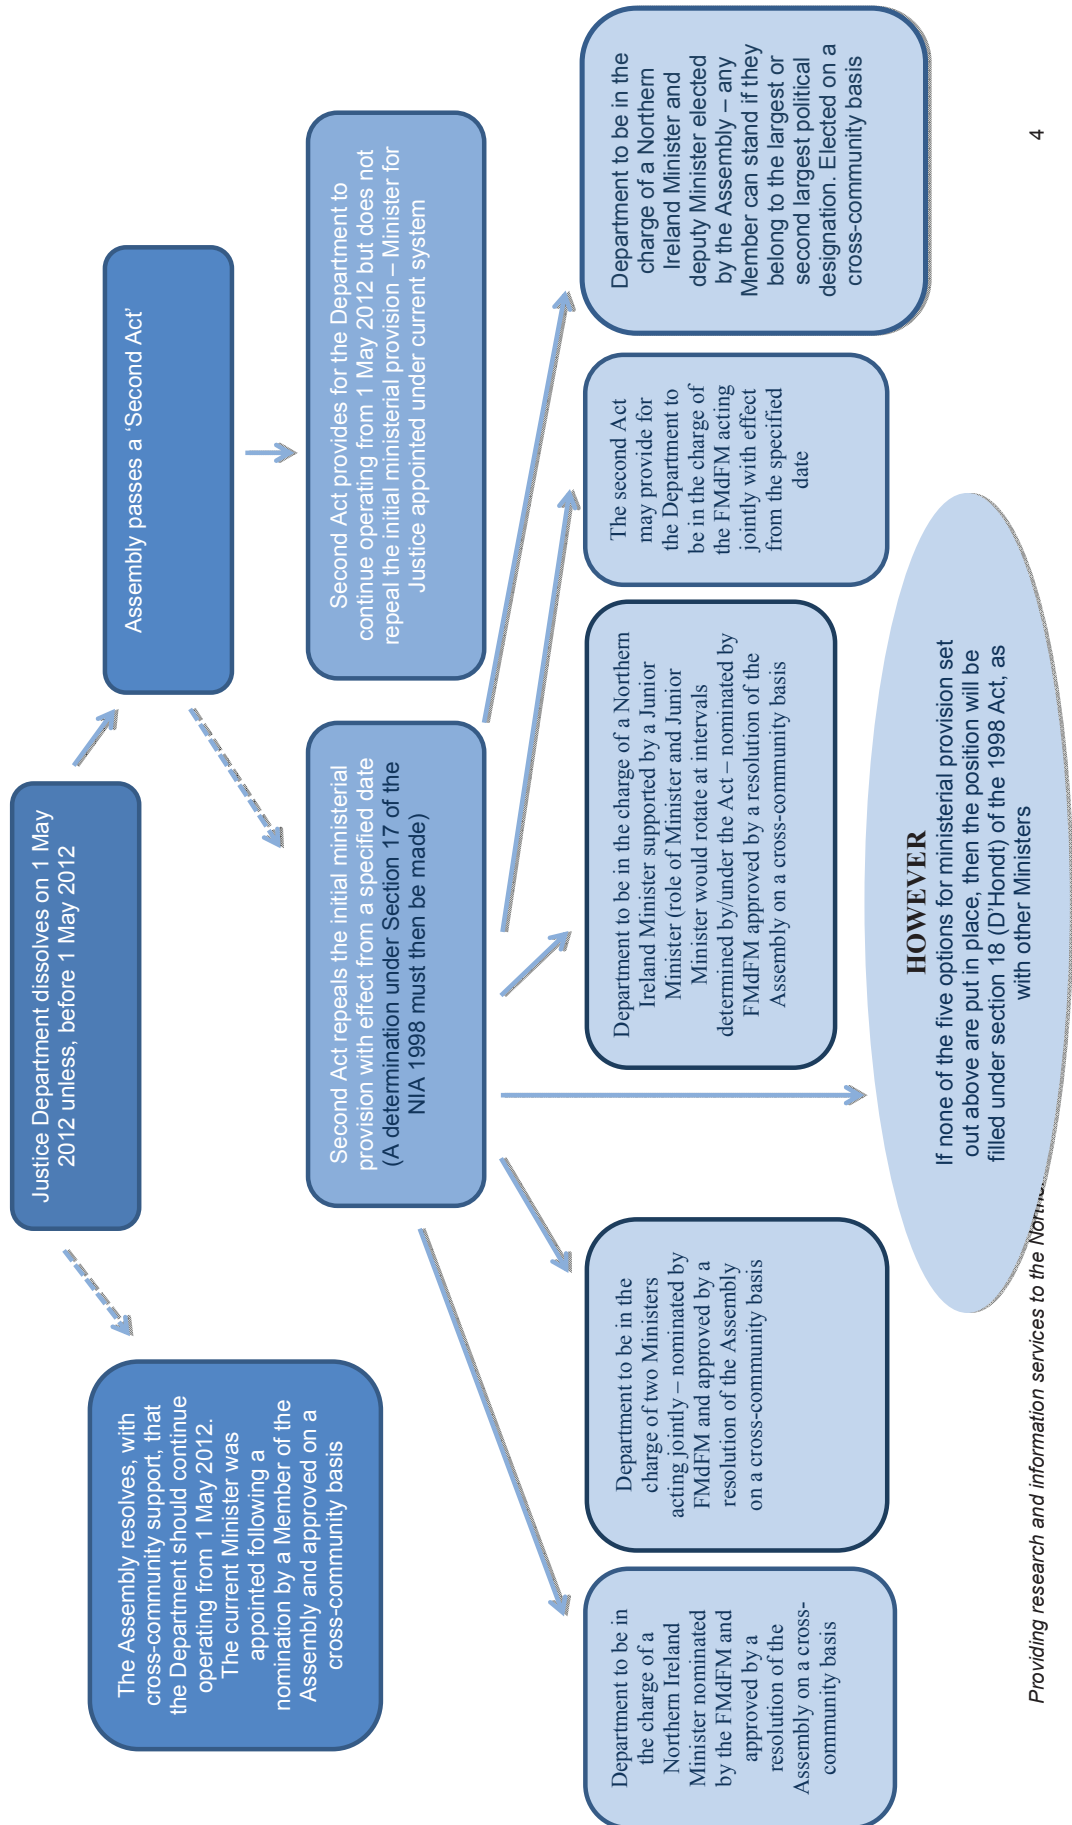 Justice Department dissolves on 1 May
2012 unless, before 1 May 2012
The Assembly resolves, with
cross-community support, that
the Department should continue
operating from 1 May 2012.
The current Minister was
appointed following a
nomination by a Member of the
Assembly and approved on a
cross-community basis
Assembly passes a ‘Second Act’
Second Act repeals the initial ministerial
provision with effect from a specified date
(A determination under Section 17 of the
NIA 1998 must then be made)
Second Act provides for the Department to
continue operating from 1 May 2012 but does not
repeal the initial ministerial provision – Minister for
Justice appointed under current system
Department to be in
the charge of a
Northern Ireland
Minister nominated
by the FMdFM and
approved by a
resolution of the
Assembly on a cross-
community basis
Department to be in the
charge of two Ministers
acting jointly – nominated by
FMdFM and approved by a
resolution of the Assembly
on a cross-community basis
Department to be in the charge of a Northern
Ireland Minister supported by a Junior
Minister (role of Minister and Junior
Minister would rotate at intervals
determined by/under the Act – nominated by
FMdFM approved by a resolution of the
Assembly on a cross-community basis
The second Act
may provide for
the Department to
be in the charge of
the FMdFM acting
jointly with effect
from the specified
date
Department to be in the
charge of a Northern
Ireland Minister and
deputy Minister elected
by the Assembly – any
Member can stand if they
belong to the largest or
second largest political
designation. Elected on a
cross-community basis
HOWEVER
If none of the five options for ministerial provision set
out above are put in place, then the position will be
filled under section 18 (D’Hondt) of the 1998 Act, as
with other Ministers
Providing research and information services to the
4